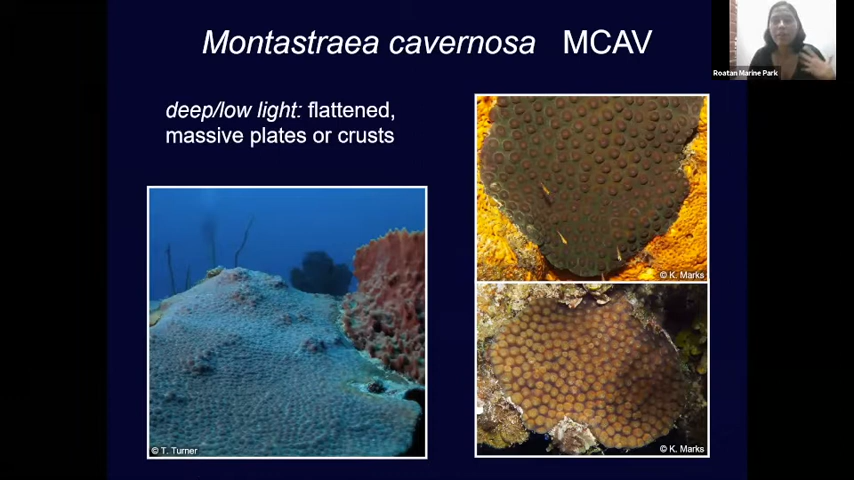 Montastraea cavernosa MCAV
Roatan Marine Park
deep/low light: flattened,
massive plates or crusts
© K. Marks
© T. Turner
© K. Marks